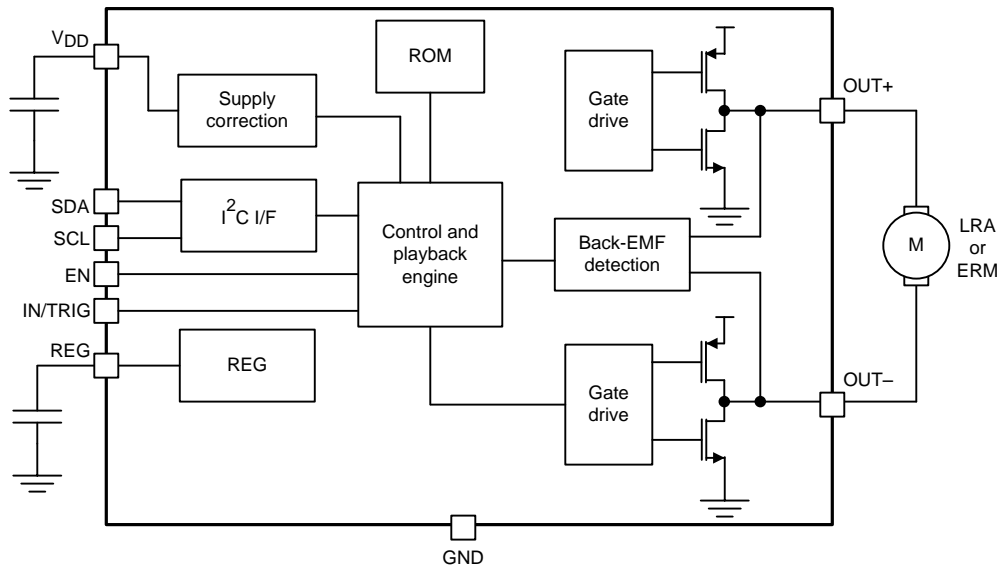 VDD
ROM
OUT+
Supply
correction
Gate
drive
SDA
I²C I/F
SCL
Control and
playback
engine
Back-EMF
detection
M
LRA
or
ERM
EN
IN/TRIG
REG
REG
Gate
drive
OUT–
GND